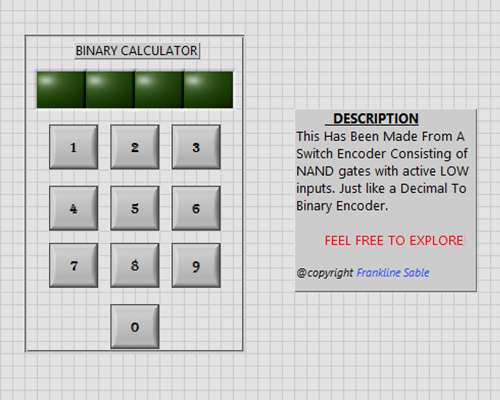 BINARY CALCULATOR
1 2 3
4 5 6
7 8 9
0
DESCRIPTION
This Has Been Made From A
Switch Encoder Consisting of
NAND gates with active LOW
inputs. Just like a Decimal To
Binary Encoder.
FEEL FREE TO EXPLORE!
@copyright Frankline Sable